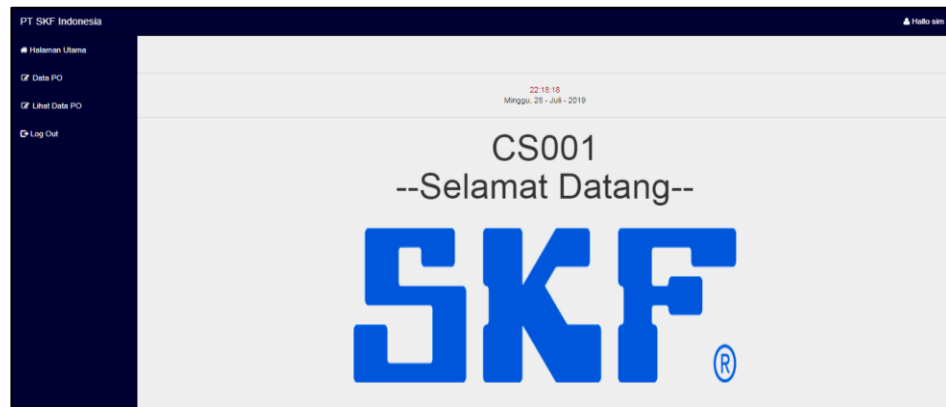 PT SKF Indonesia
Hallo sim
Halaman Utama
Data PO
Lihat Data PO
Log Out
22:18:18
Minggu, 28 - Juli - 2019
CS001
--Selamat Datang--
SKF®